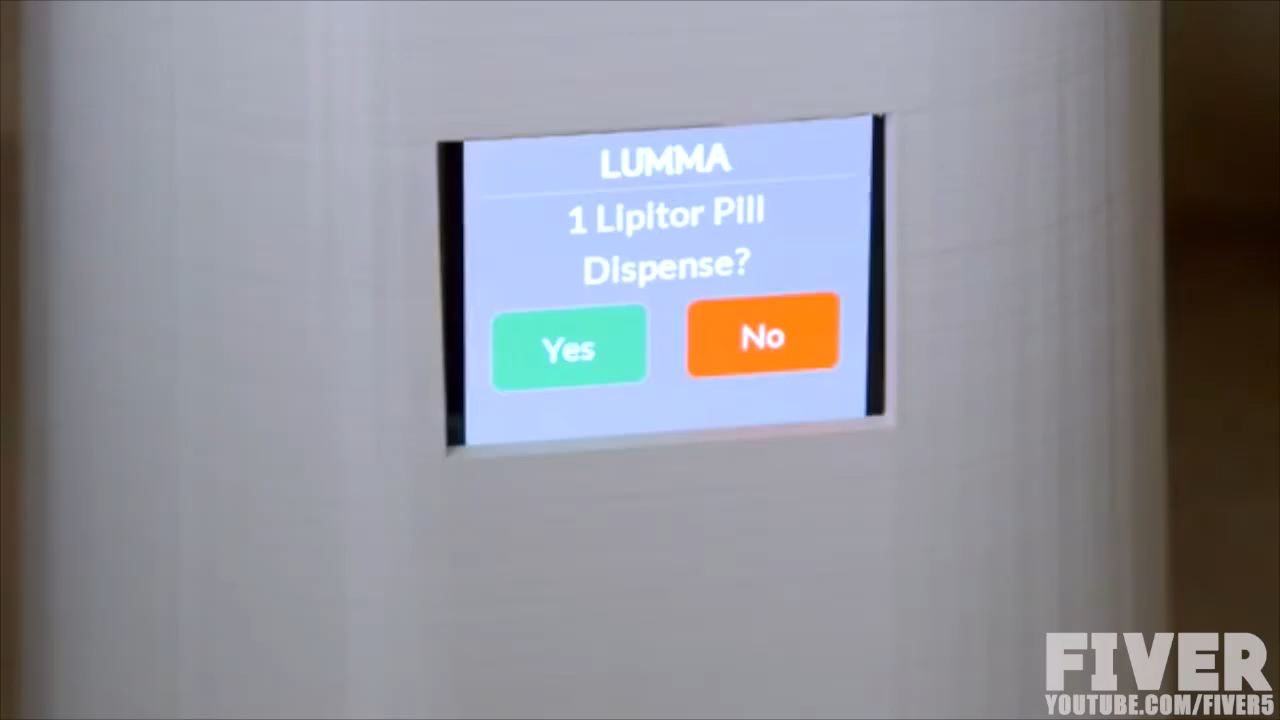 LUMMA
1 Lipitor Pill
Dispense?
Yes No
FIVER
YOUTUBE.COM/FIVER5